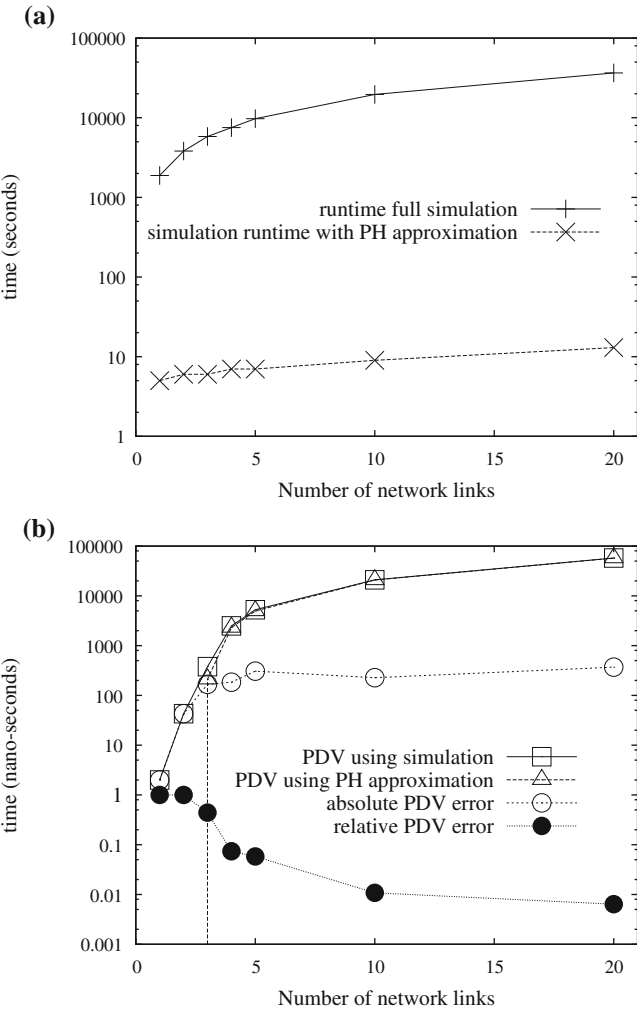 (a)
100000
10000
1000
100
10
1
time (seconds)
runtime full simulation
simulation runtime with PH approximation
0 5 10 15 20
Number of network links
(b)
100000
10000
1000
100
10
1
0.1
0.01
0.001
time (nano-seconds)
PDV using simulation
PDV using PH approximation
absolute PDV error
relative PDV error
0 5 10 15 20
Number of network links